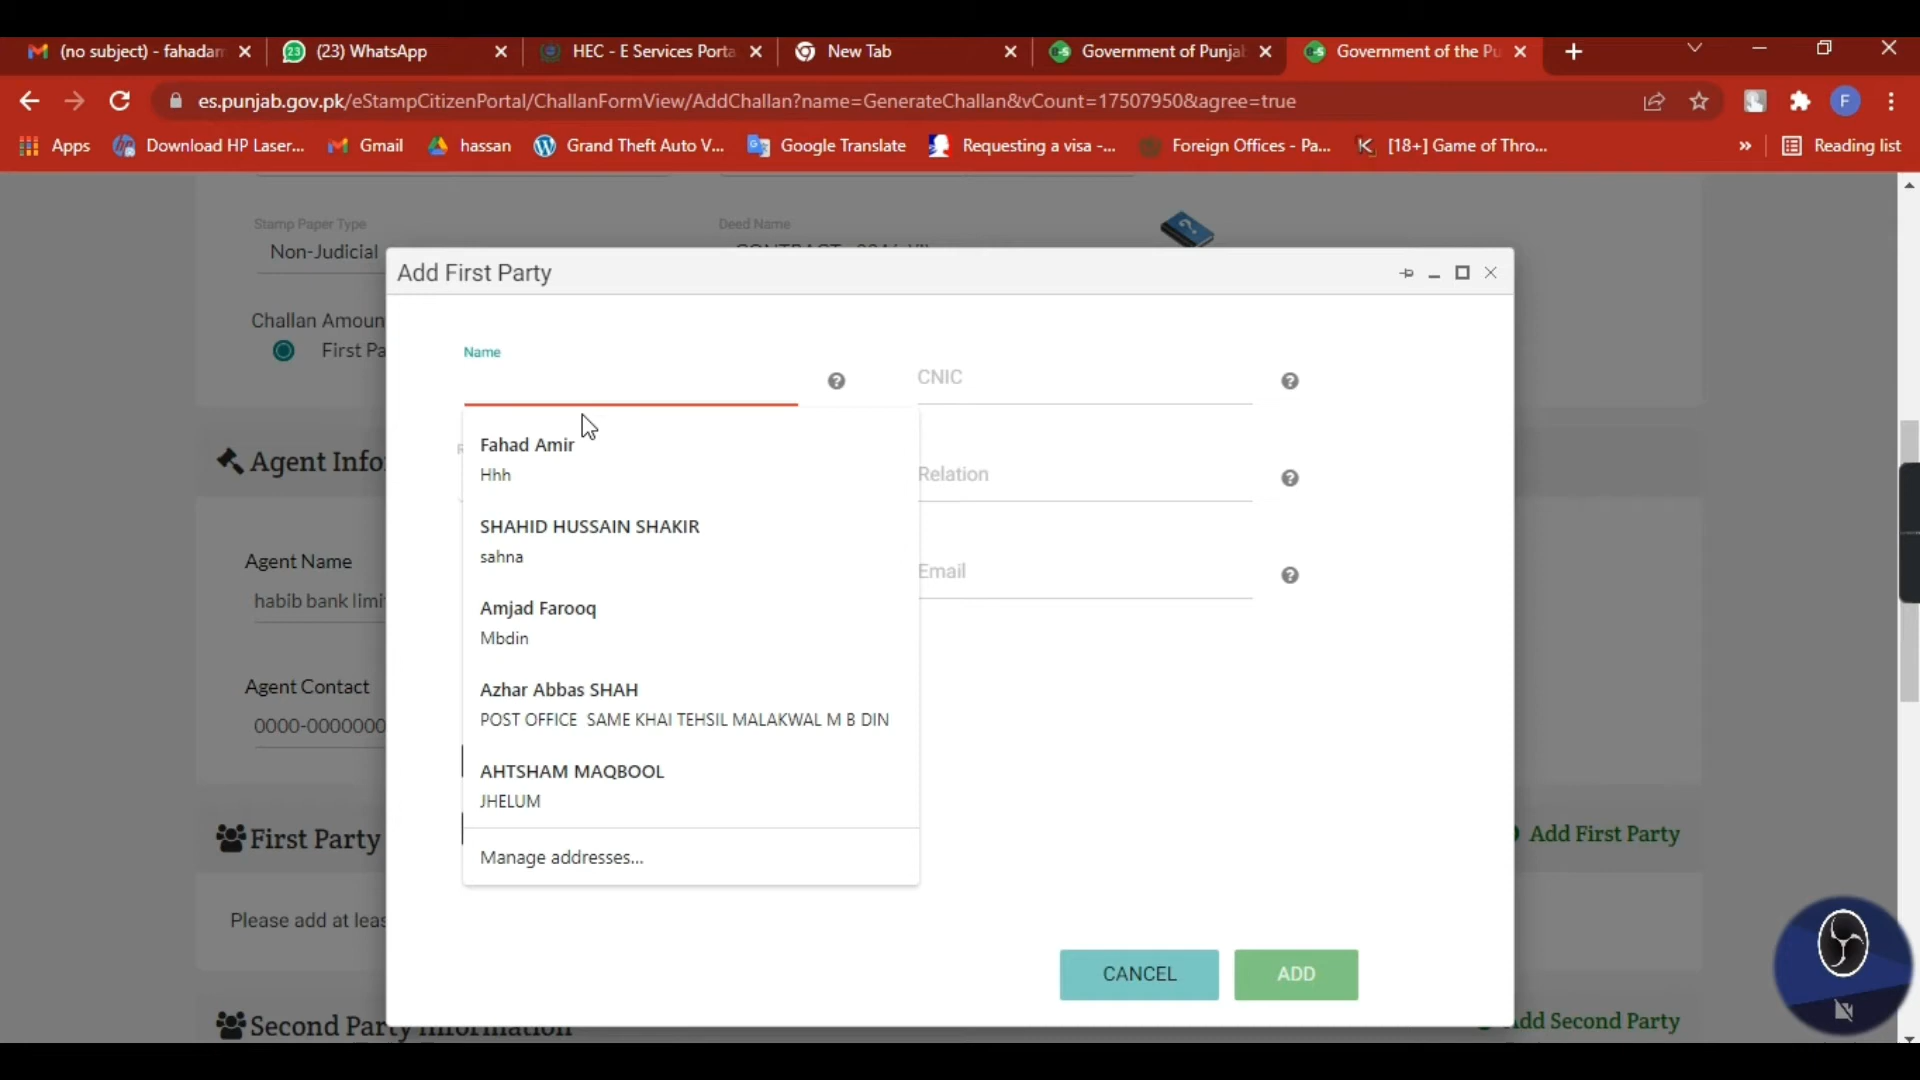 (no subject) - fahadam
(23) WhatsApp
HEC - E Services Porta
New Tab
Government of Punjab
Government of the Pu
es.punjab.gov.pk/eStampCitizenPortal/ChallanFormView/AddChallan?name=GenerateChallan&vCount=17507950&agree=true
F
Apps
Download HP Laser...
Gmail
hassan
Grand Theft Auto V...
Google Translate
Requesting a visa -...
Foreign Offices - Pa...
[18+] Game of Thro...
»
Reading list
Stamp Paper Type
Deed Name
Non-Judicial
Add First Party
Challan Amoun
First Pa
Name
CNIC
Fahad Amir
Hhh
Agent Info
Relation
SHAHID HUSSAIN SHAKIR
sahna
Agent Name
habib bank limi
Email
Amjad Farooq
Mbdin
Agent Contact
0000-0000000
Azhar Abbas SHAH
POST OFFICE SAME KHAI TEHSIL MALAKWAL M B DIN
AHTSHAM MAQBOOL
JHELUM
First Party
Add First Party
Manage addresses...
Please add at leas
CANCEL
ADD
Second Party Information
Add Second Party